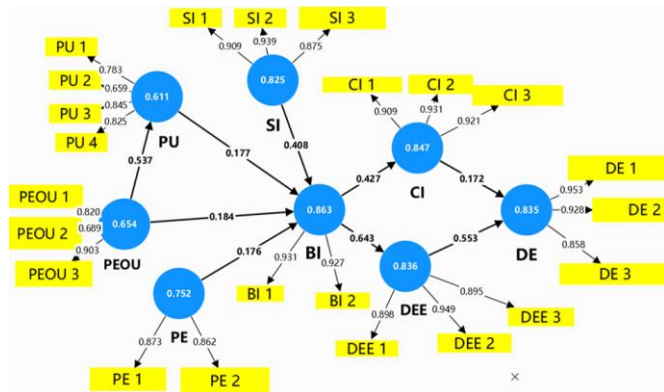 SI 1
SI 2
SI 3
0.909
0.939
0.875
PU 1
PU 2
PU 3
PU 4
0.783
0.659
0.845
0.825
0.611
PU
0.825
SI
CI 1
CI 2
CI 3
0.909
0.931
0.921
0.847
CI
0.537
0.177
0.408
0.427
0.172
PEOU 1
PEOU 2
PEOU 3
0.820
0.689
0.903
0.654
PEOU
0.184
0.863
BI
0.835
DE
DE 1
DE 2
DE 3
0.953
0.928
0.858
0.176
0.643
0.553
0.752
PE
0.931
0.927
BI 1
BI 2
0.836
DEE
0.898
0.949
0.895
DEE 1
DEE 2
DEE 3
0.873
0.862
PE 1
PE 2